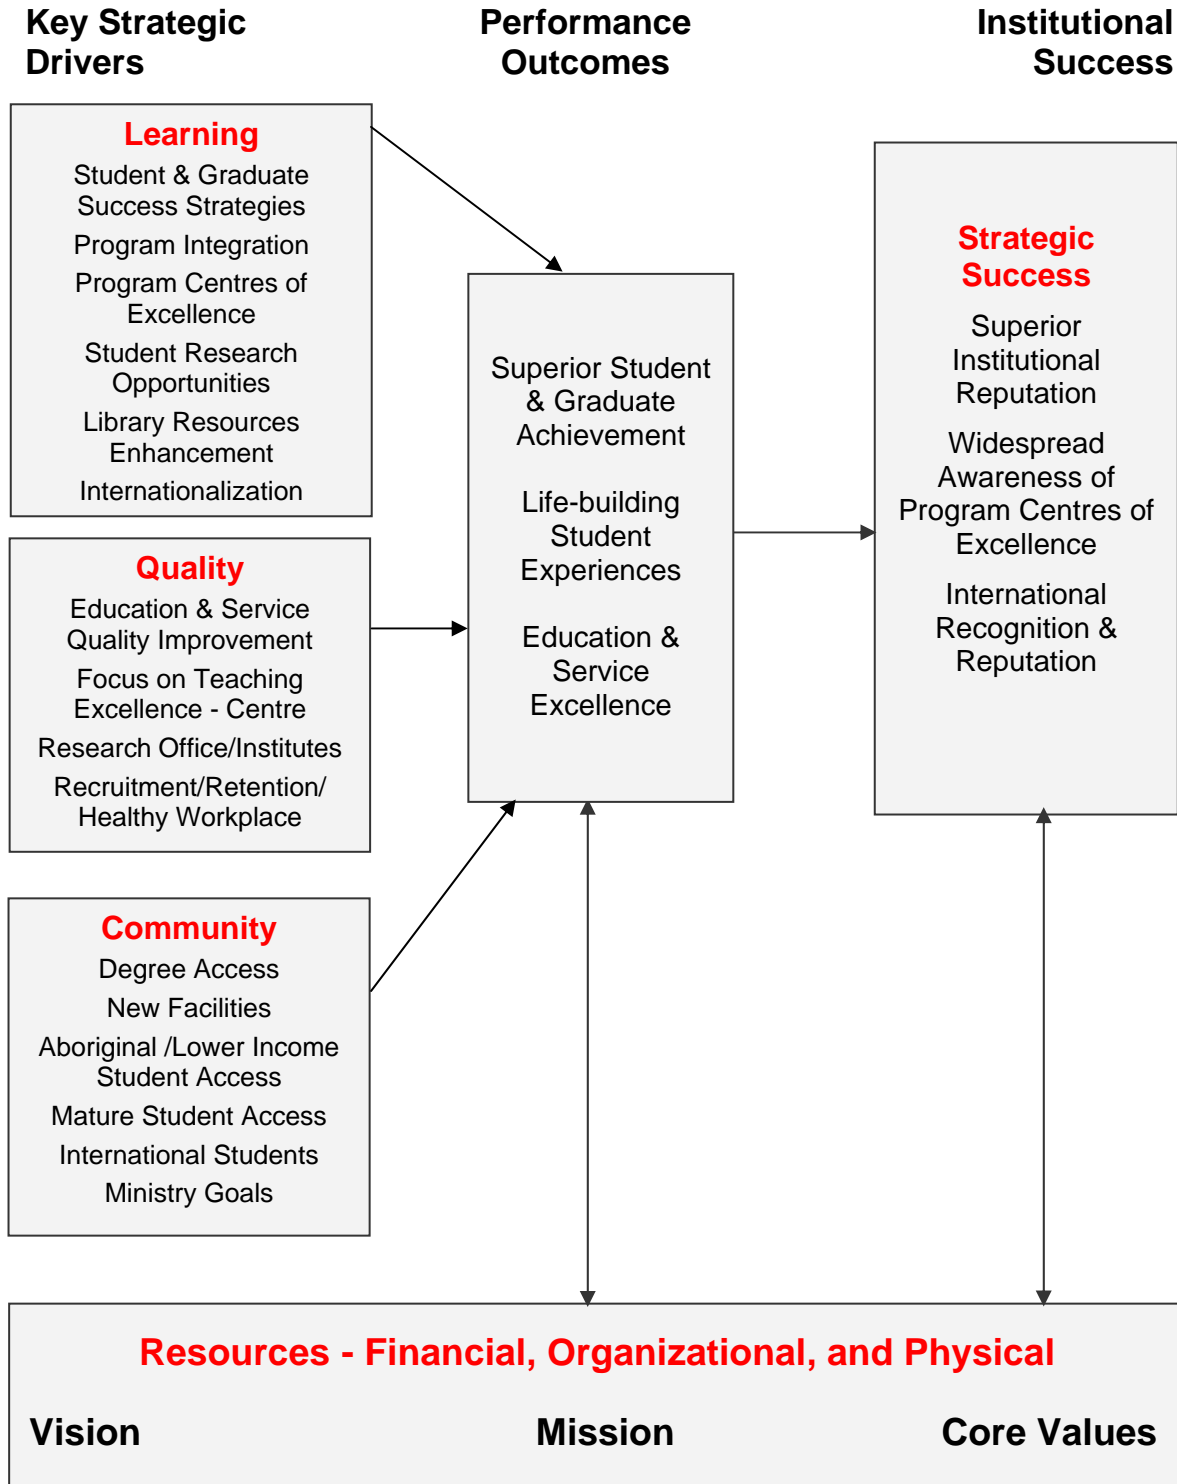 Key Strategic
Drivers
Performance
Outcomes
Institutional
Success
Learning
Student & Graduate
Success Strategies
Program Integration
Program Centres of
Excellence
Student Research
Opportunities
Library Resources
Enhancement
Internationalization
Quality
Education & Service
Quality Improvement
Focus on Teaching
Excellence - Centre
Research Office/Institutes
Recruitment/Retention/
Healthy Workplace
Community
Degree Access
New Facilities
Aboriginal /Lower Income
Student Access
Mature Student Access
International Students
Ministry Goals
Superior Student
& Graduate
Achievement
Life-building
Student
Experiences
Education &
Service
Excellence
Strategic
Success
Superior
Institutional
Reputation
Widespread
Awareness of
Program Centres of
Excellence
International
Recognition &
Reputation
Resources - Financial, Organizational, and Physical
Vision
Mission
Core Values